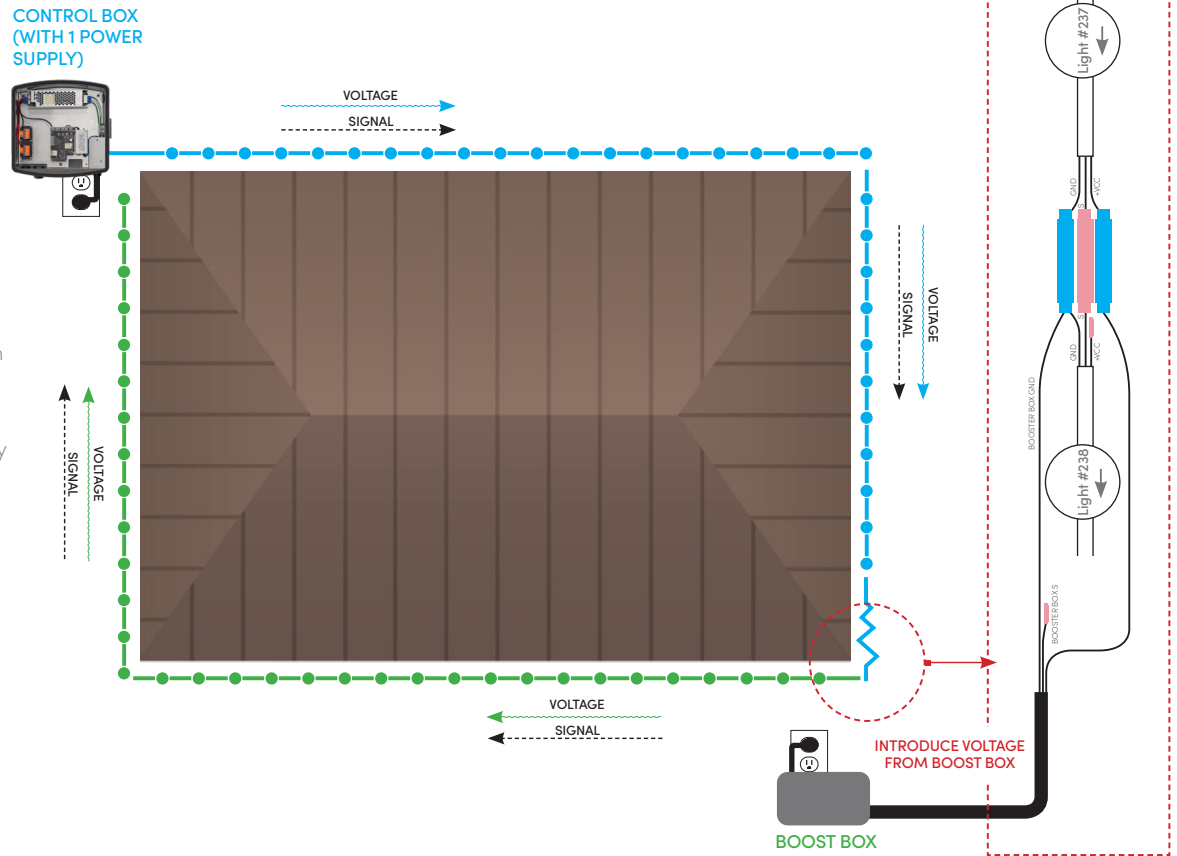 CONTROL BOX
(WITH 1 POWER
SUPPLY)
VOLTAGE
SIGNAL
VOLTAGE
SIGNAL
n
y
SIGNAL
VOLTAGE
VOLTAGE
SIGNAL
INTRODUCE VOLTAGE
FROM BOOST BOX
BOOST BOX
Light #237
GND
S
+VCC
S
GND
+VCC
BOOSTER BOX GND
Light #238
BOOSTER BOX S